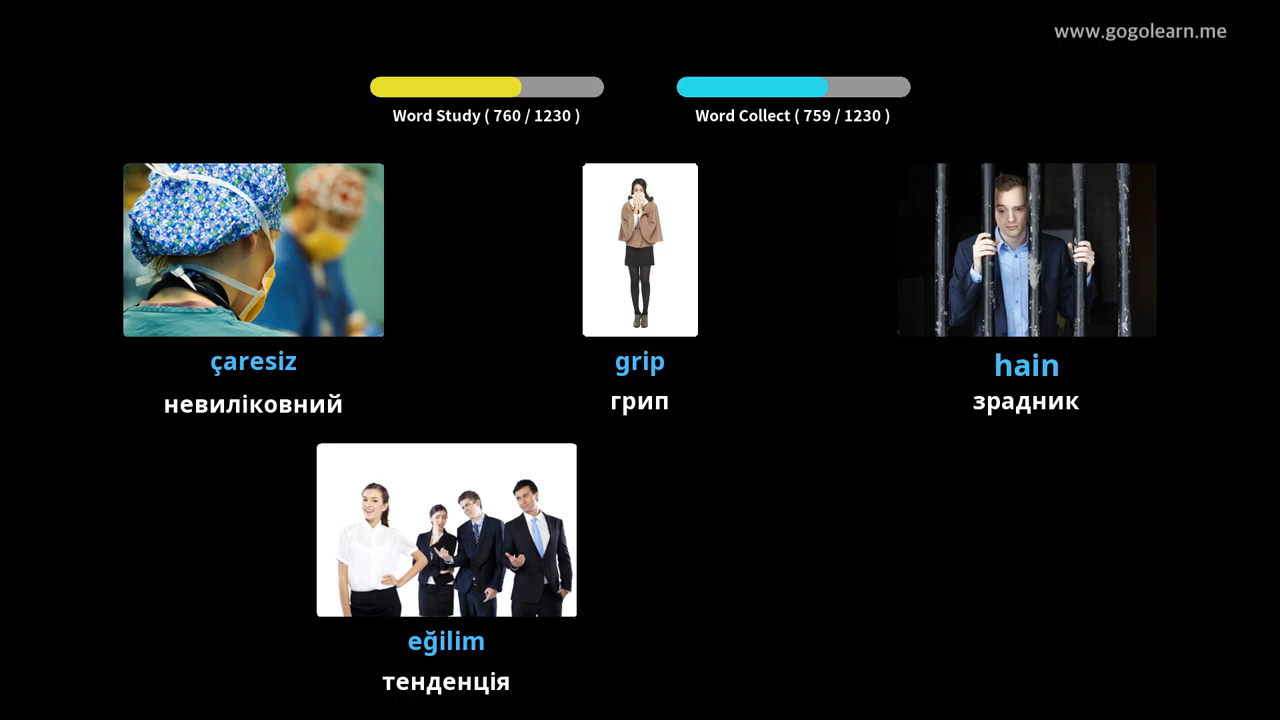 www.gogolearn.me
Word Study ( 760 / 1230 )
Word Collect ( 759 / 1230 )
çaresiz
grip
hain
невиліковний
грип
зрадник
eğilim
тенденція